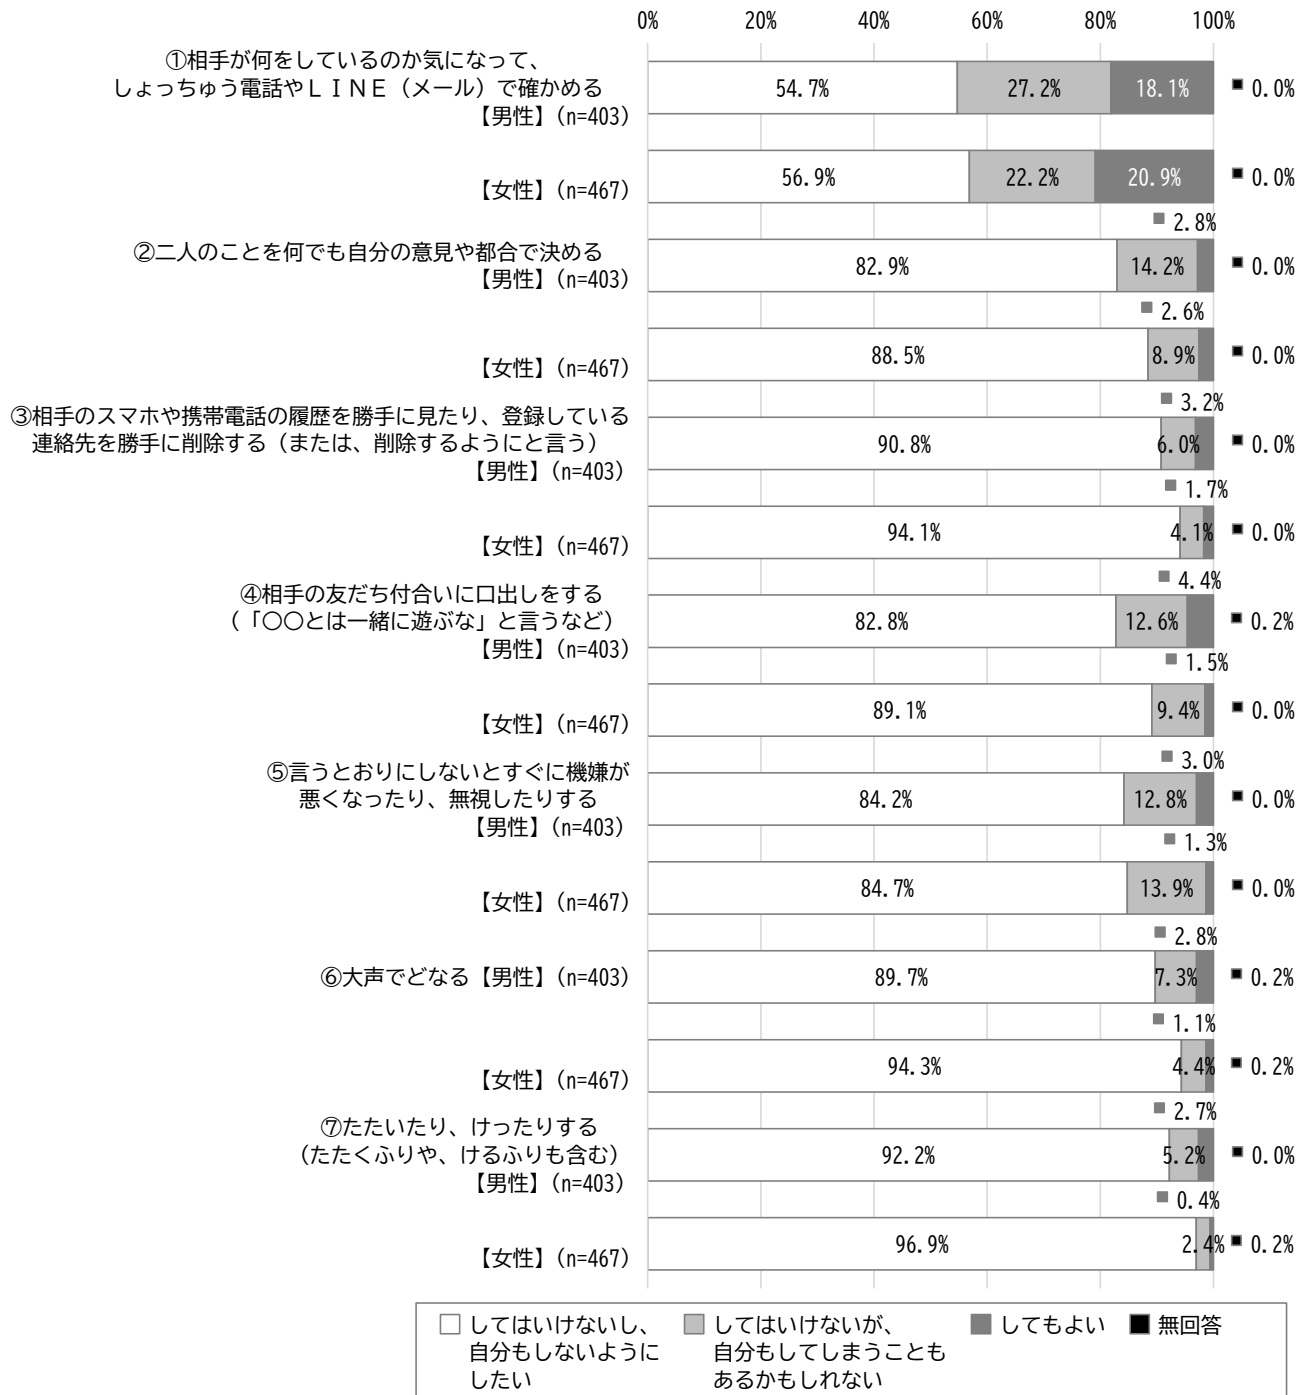 0% 20% 40% 60% 80% 100%
①相手が何をしているのか気になって、
しょっちゅう電話やLINE(メール)で確かめる
【男性】(n=403)
54.7% 27.2% 18.1% ■ 0.0%
【女性】(n=467)
56.9% 22.2% 20.9% ■ 0.0%
■ 2.8%
②二人のことを何でも自分の意見や都合で決める
【男性】(n=403)
82.9% 14.2% ■ 0.0%
■ 2.6%
【女性】(n=467)
88.5% 8.9% ■ 0.0%
■ 3.2%
③相手のスマホや携帯電話の履歴を勝手に見たり、登録している
連絡先を勝手に削除する(または、削除するようにと言う)
【男性】(n=403)
90.8% 6.0% ■ 0.0%
■ 1.7%
【女性】(n=467)
94.1% 4.1% ■ 0.0%
■ 4.4%
④相手の友だち付合いに口出しをする
(「〇〇とは一緒に遊ぶな」と言うなど)
【男性】(n=403)
82.8% 12.6% ■ 0.2%
■ 1.5%
【女性】(n=467)
89.1% 9.4% ■ 0.0%
■ 3.0%
⑤言うとおりにしないとすぐに機嫌が
悪くなったり、無視したりする
【男性】(n=403)
84.2% 12.8% ■ 0.0%
■ 1.3%
【女性】(n=467)
84.7% 13.9% ■ 0.0%
■ 2.8%
⑥大声でどなる【男性】(n=403)
89.7% 7.3% ■ 0.2%
■ 1.1%
【女性】(n=467)
94.3% 4.4% ■ 0.2%
■ 2.7%
⑦たたいたり、けったりする
(たたくふりや、けるふりも含む)
【男性】(n=403)
92.2% 5.2% ■ 0.0%
■ 0.4%
【女性】(n=467)
96.9% 2.4% ■ 0.2%
してはいけないし、
自分もしないように
したい
してはいけないが、
自分もしてしまうことも
あるかもしれない
してもよい
無回答